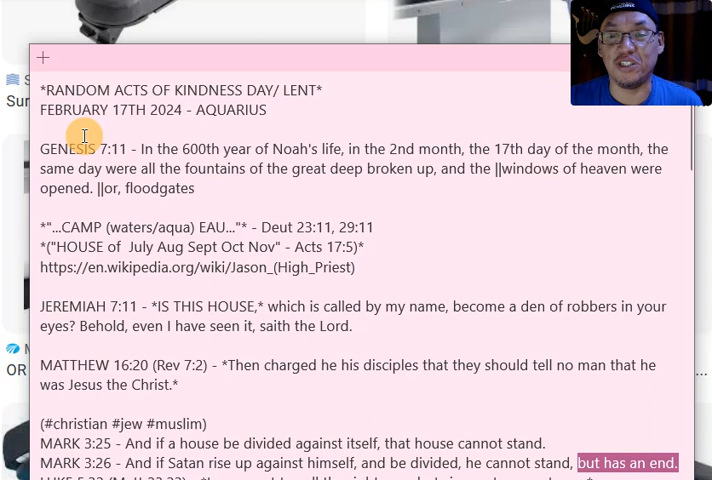 *RANDOM ACTS OF KINDNESS DAY/ LENT*
FEBRUARY 17TH 2024 - AQUARIUS
GENESIS 7:11 - In the 600th year of Noah's life, in the 2nd month, the 17th day of the month, the
same day were all the fountains of the great deep broken up, and the ||windows of heaven were
opened. ||or, floodgates
*"...CAMP (waters/aqua) EAU..."* - Deut 23:11, 29:11
*("HOUSE of  July Aug Sept Oct Nov" - Acts 17:5)*
https://en.wikipedia.org/wiki/Jason_(High_Priest)
JEREMIAH 7:11 - *IS THIS HOUSE,* which is called by my name, become a den of robbers in your
eyes? Behold, even I have seen it, saith the Lord.
MATTHEW 16:20 (Rev 7:2) - *Then charged he his disciples that they should tell no man that he
was Jesus the Christ.*
(#christian #jew #muslim)
MARK 3:25 - And if a house be divided against itself, that house cannot stand.
MARK 3:26 - And if Satan rise up against himself, and be divided, he cannot stand, but has an end.
Sur
OR